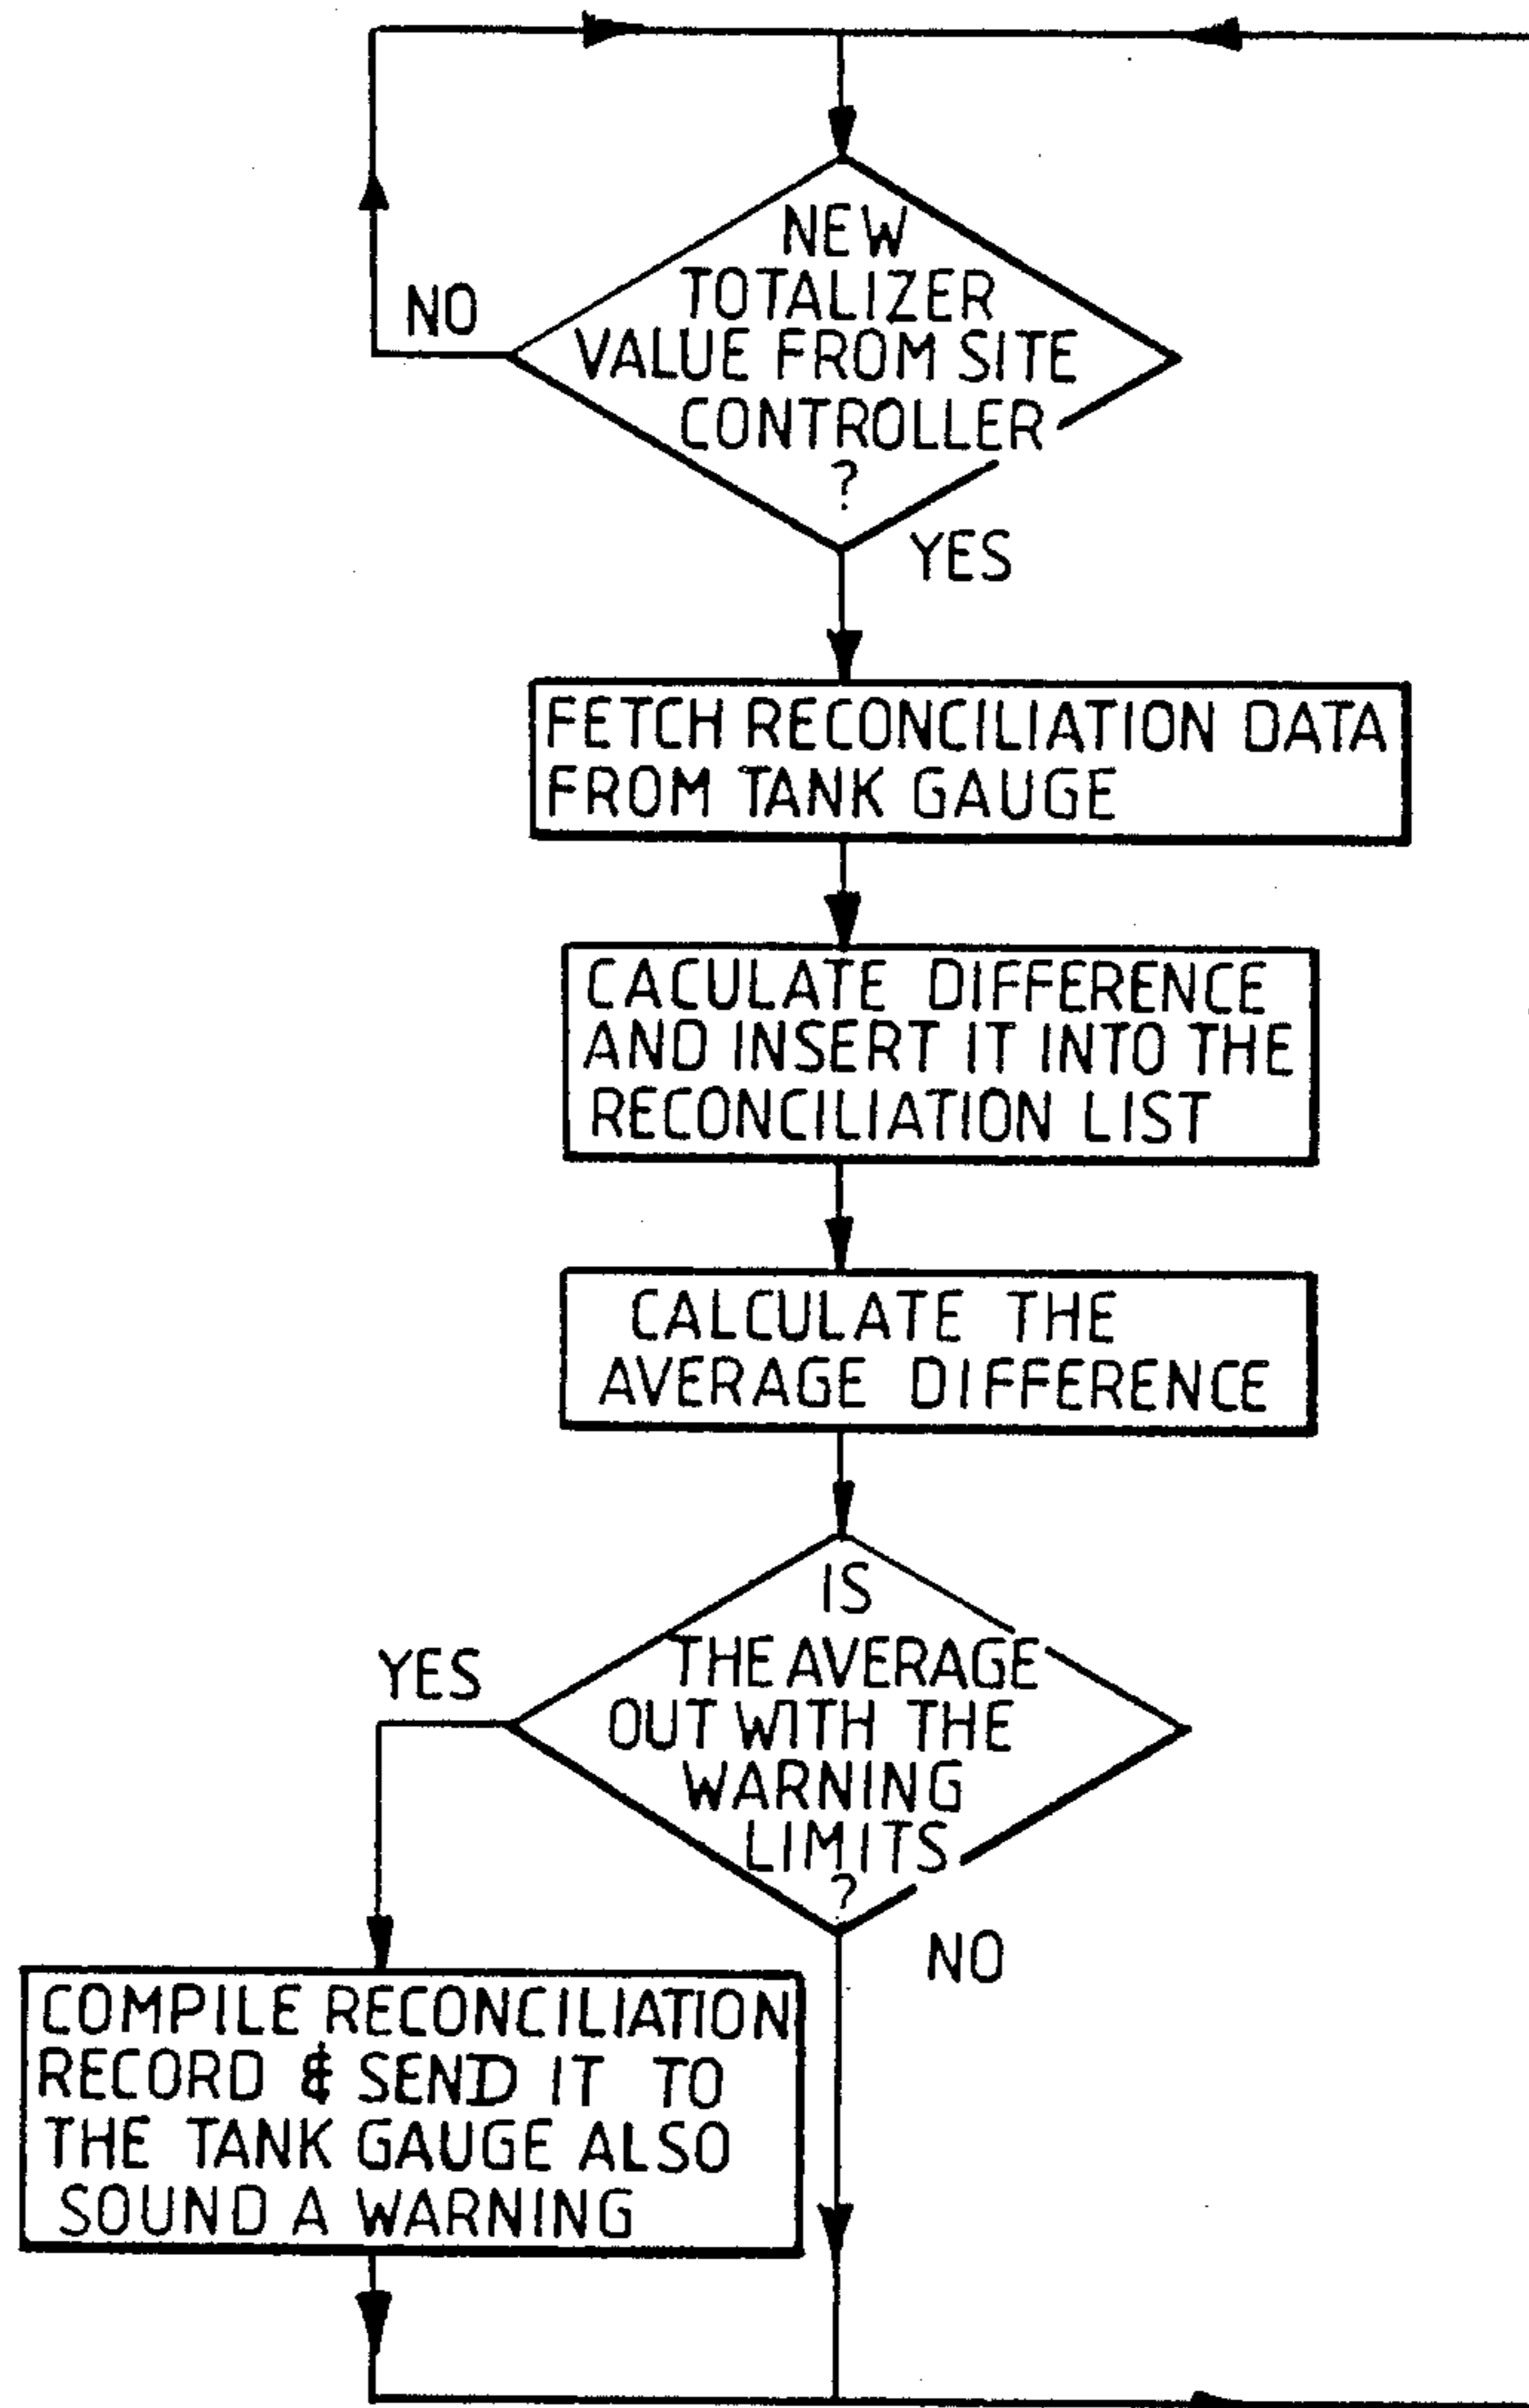 NEW
TOTALIZER
VALUE FROM SITE
CONTROLLER
?
NO
YES
FETCH RECONCILIATION DATA
FROM TANK GAUGE
CACULATE DIFFERENCE
AND INSERT IT INTO THE
RECONCILIATION LIST
CALCULATE THE
AVERAGE DIFFERENCE
IS
THE AVERAGE
OUT WITH THE
WARNING
LIMITS
?
YES
NO
COMPILE RECONCILIATION
RECORD & SEND IT TO
THE TANK GAUGE ALSO
SOUND A WARNING